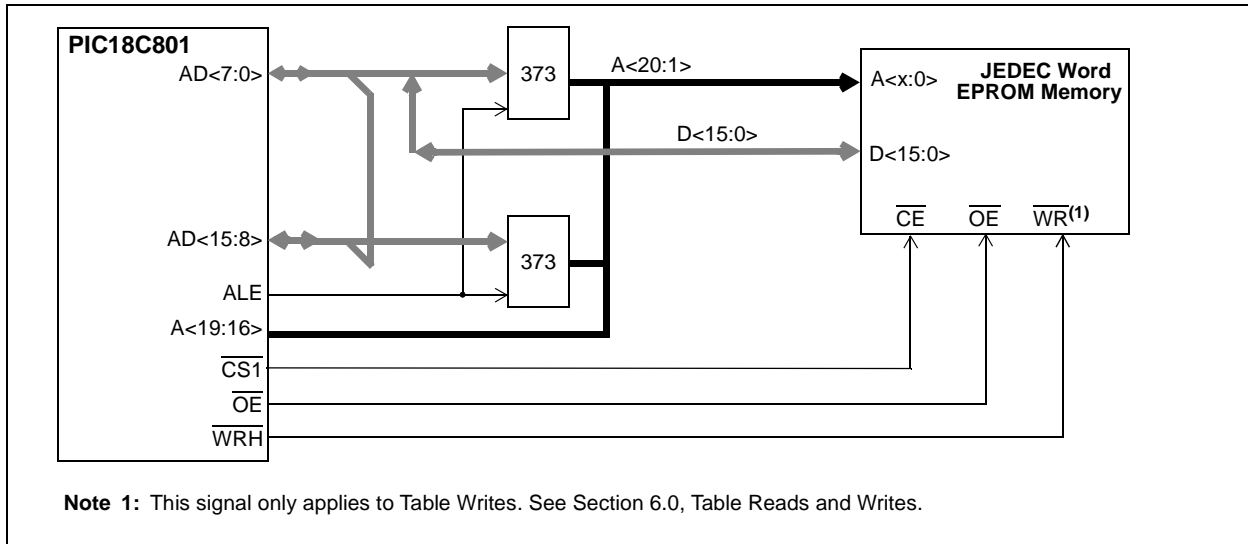 PIC18C801
AD<7:0>
373
A<20:1>
A<x:0>
JEDEC Word
EPROM Memory
D<15:0>
D<15:0>
CE
OE
WR(1)
AD<15:8>
373
ALE
A<19:16>
CS1
OE
WRH
Note 1: This signal only applies to Table Writes. See Section 6.0, Table Reads and Writes.